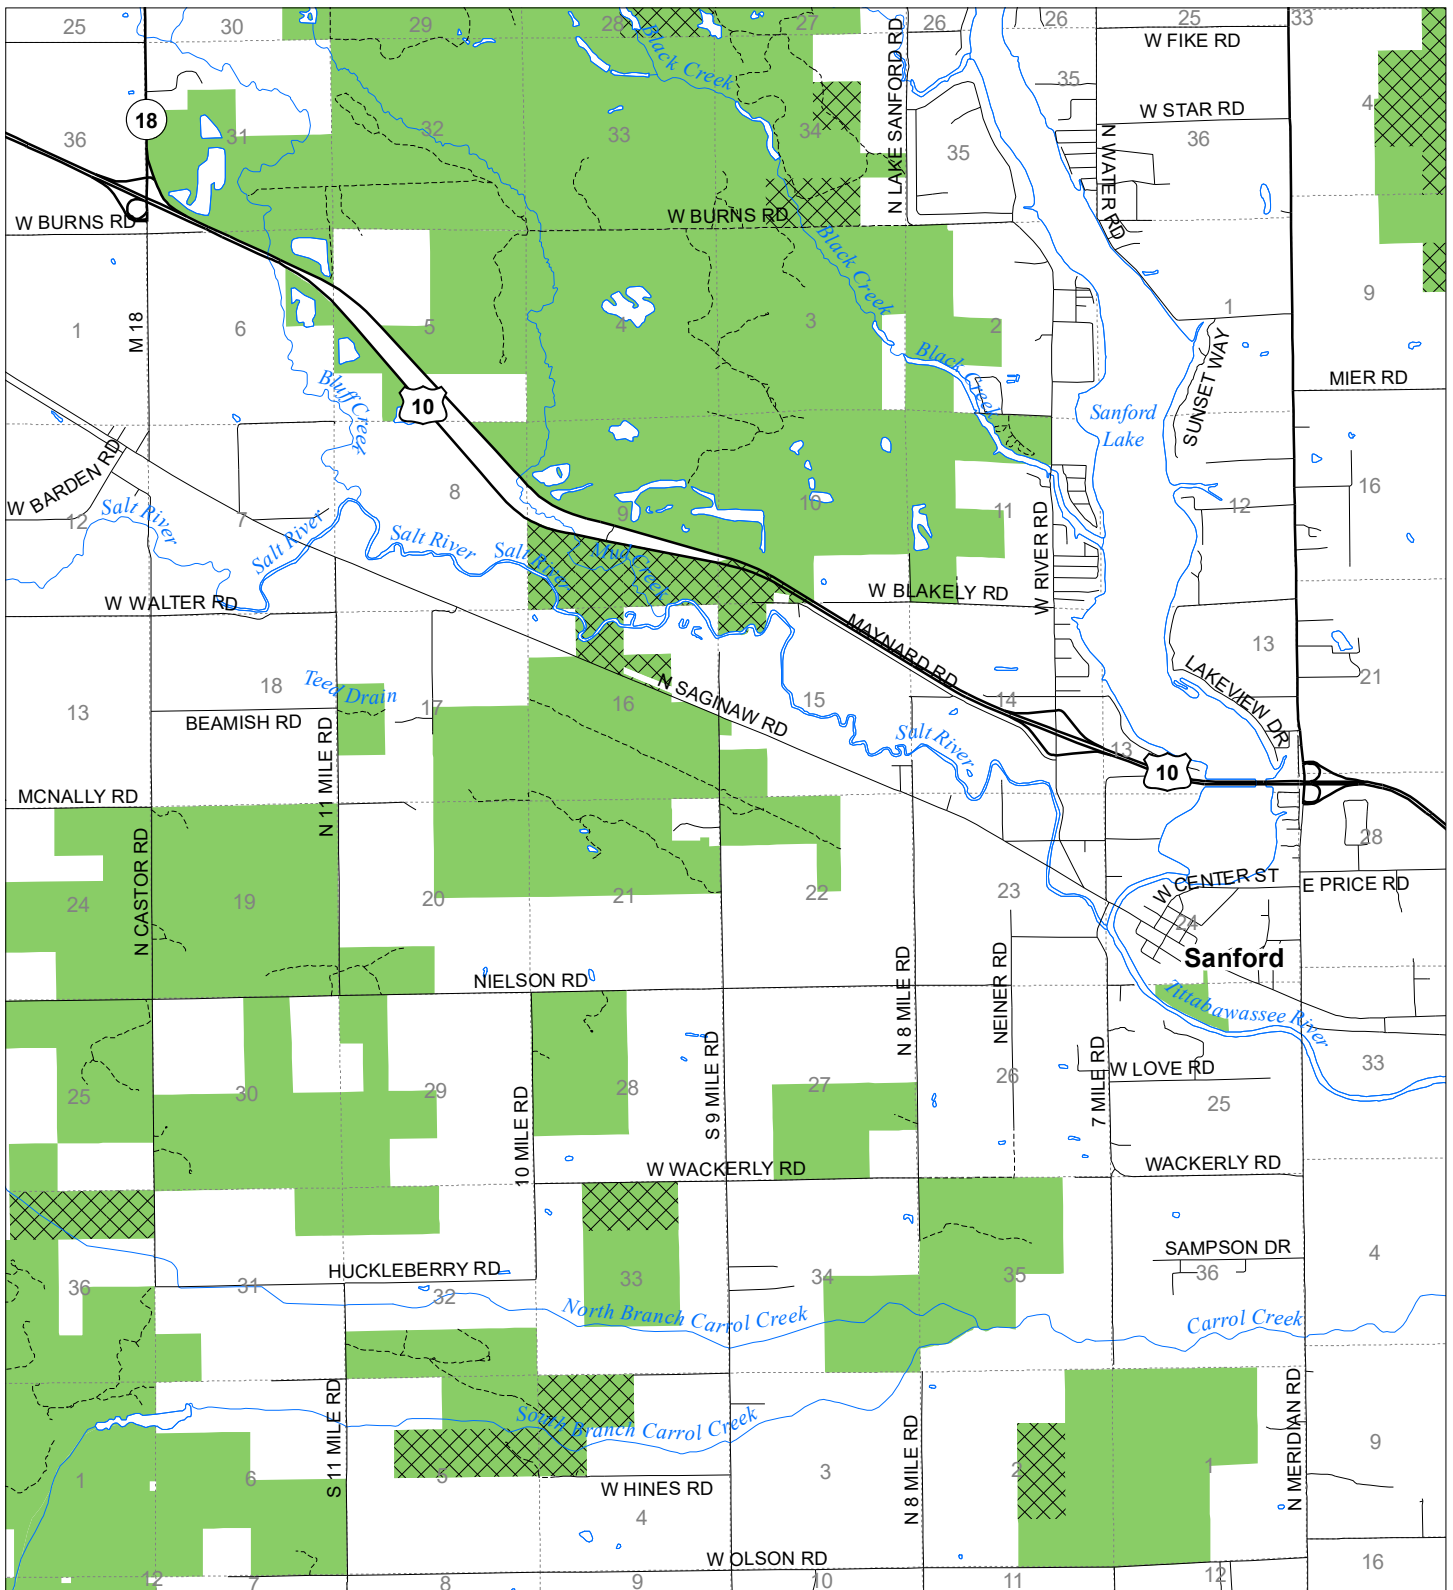 25
30
29
28
27
26
26
25
33
W FIKE RD
Black Creek
N LAKE SANFORD RD
35
4
W STAR RD
18
36
31
32
33
34
35
36
N WATER RD
W BURNS RD
W BURNS RD
Black Creek
1
M 18
6
5
4
3
2
1
9
Bluff Creek
10
Black Creek
Sanford
Lake
SUNSET WAY
MIER RD
W BARDEN RD
Salt River
12
7
8
Salt River
Salt River
Salt River
9
Mud Creek
10
11
12
16
W RIVER RD
W WALTER RD
W BLAKELY RD
MAYNARD RD
13
18
Teed Drain
17
16
N SAGINAW RD
15
14
13
LAKEVIEW DR
21
13
BEAMISH RD
N 11 MILE RD
Salt River
10
MCNALLY RD
N CASTOR RD
28
24
19
20
21
22
23
W CENTER ST
E PRICE RD
24
Sanford
NIELSON RD
N 8 MILE RD
NEINER RD
Tittabawassee River
25
30
29
10 MILE RD
28
S 9 MILE RD
27
26
7 MILE RD
W LOVE RD
25
33
W WACKERLY RD
WACKERLY RD
36
31
HUCKLEBERRY RD
32
33
34
35
SAMPSON DR
36
4
North Branch Carrol Creek
Carrol Creek
S 11 MILE RD
South Branch Carrol Creek
N 8 MILE RD
N MERIDIAN RD
1
6
5
W HINES RD
4
3
2
1
9
W OLSON RD
12
7
8
9
10
11
12
16